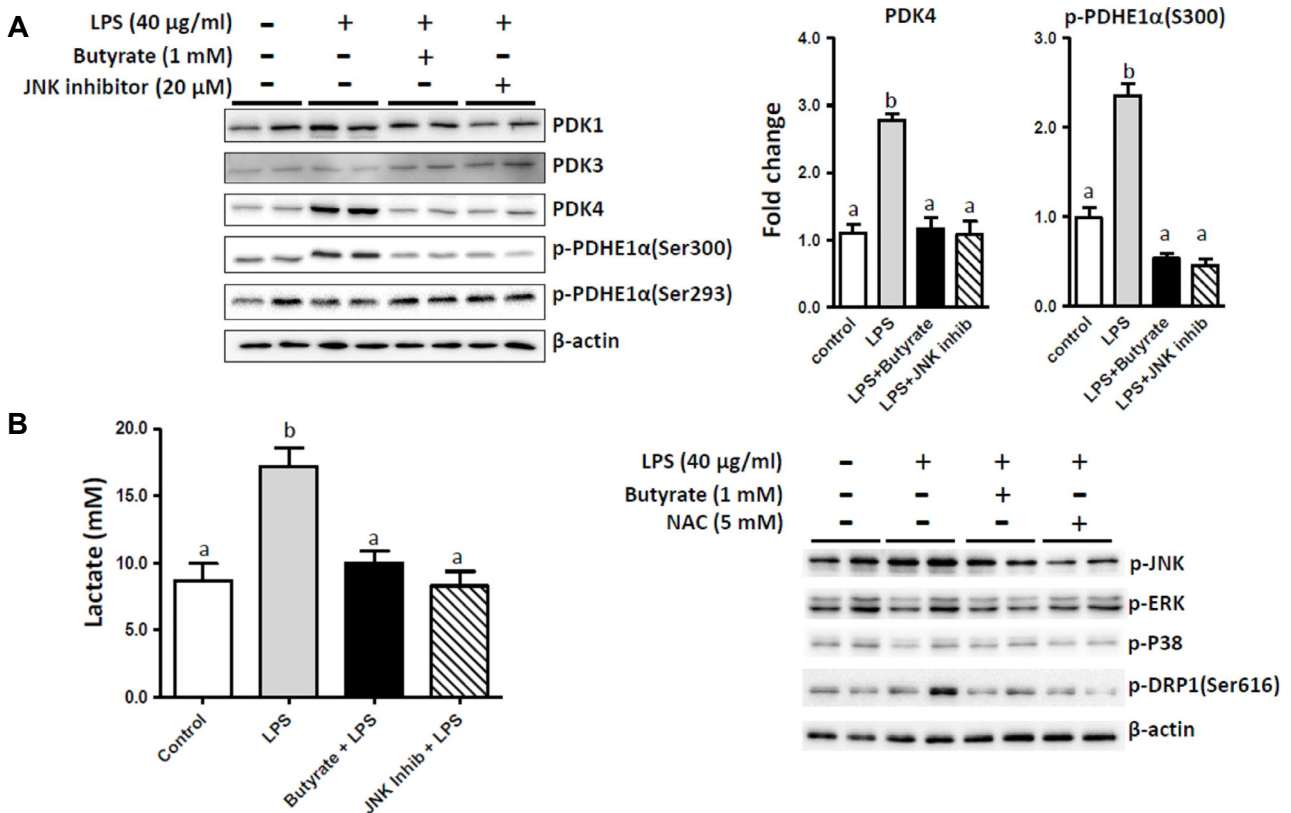 A
LPS (40 µg/ml) - + + +
Butyrate (1 mM) - - + -
JNK inhibitor (20 µM) - - - +
PDK1
PDK3
PDK4
p-PDHE1α(Ser300)
p-PDHE1α(Ser293)
β-actin
PDK4
Fold change
4.0
3.0
2.0
1.0
0.0
a
b
a
a
control
LPS
LPS+Butyrate
LPS+JNK inhib
p-PDHE1α(S300)
3.0
2.0
1.0
0.0
a
b
a
a
control
LPS
LPS+Butyrate
LPS+JNK inhib
B
Lactate (mM)
20.0
15.0
10.0
5.0
0.0
a
b
a
a
Control
LPS
Butyrate + LPS
JNK Inhib + LPS
LPS (40 µg/ml) - + + +
Butyrate (1 mM) - - + -
NAC (5 mM) - - - +
p-JNK
p-ERK
p-P38
p-DRP1(Ser616)
β-actin